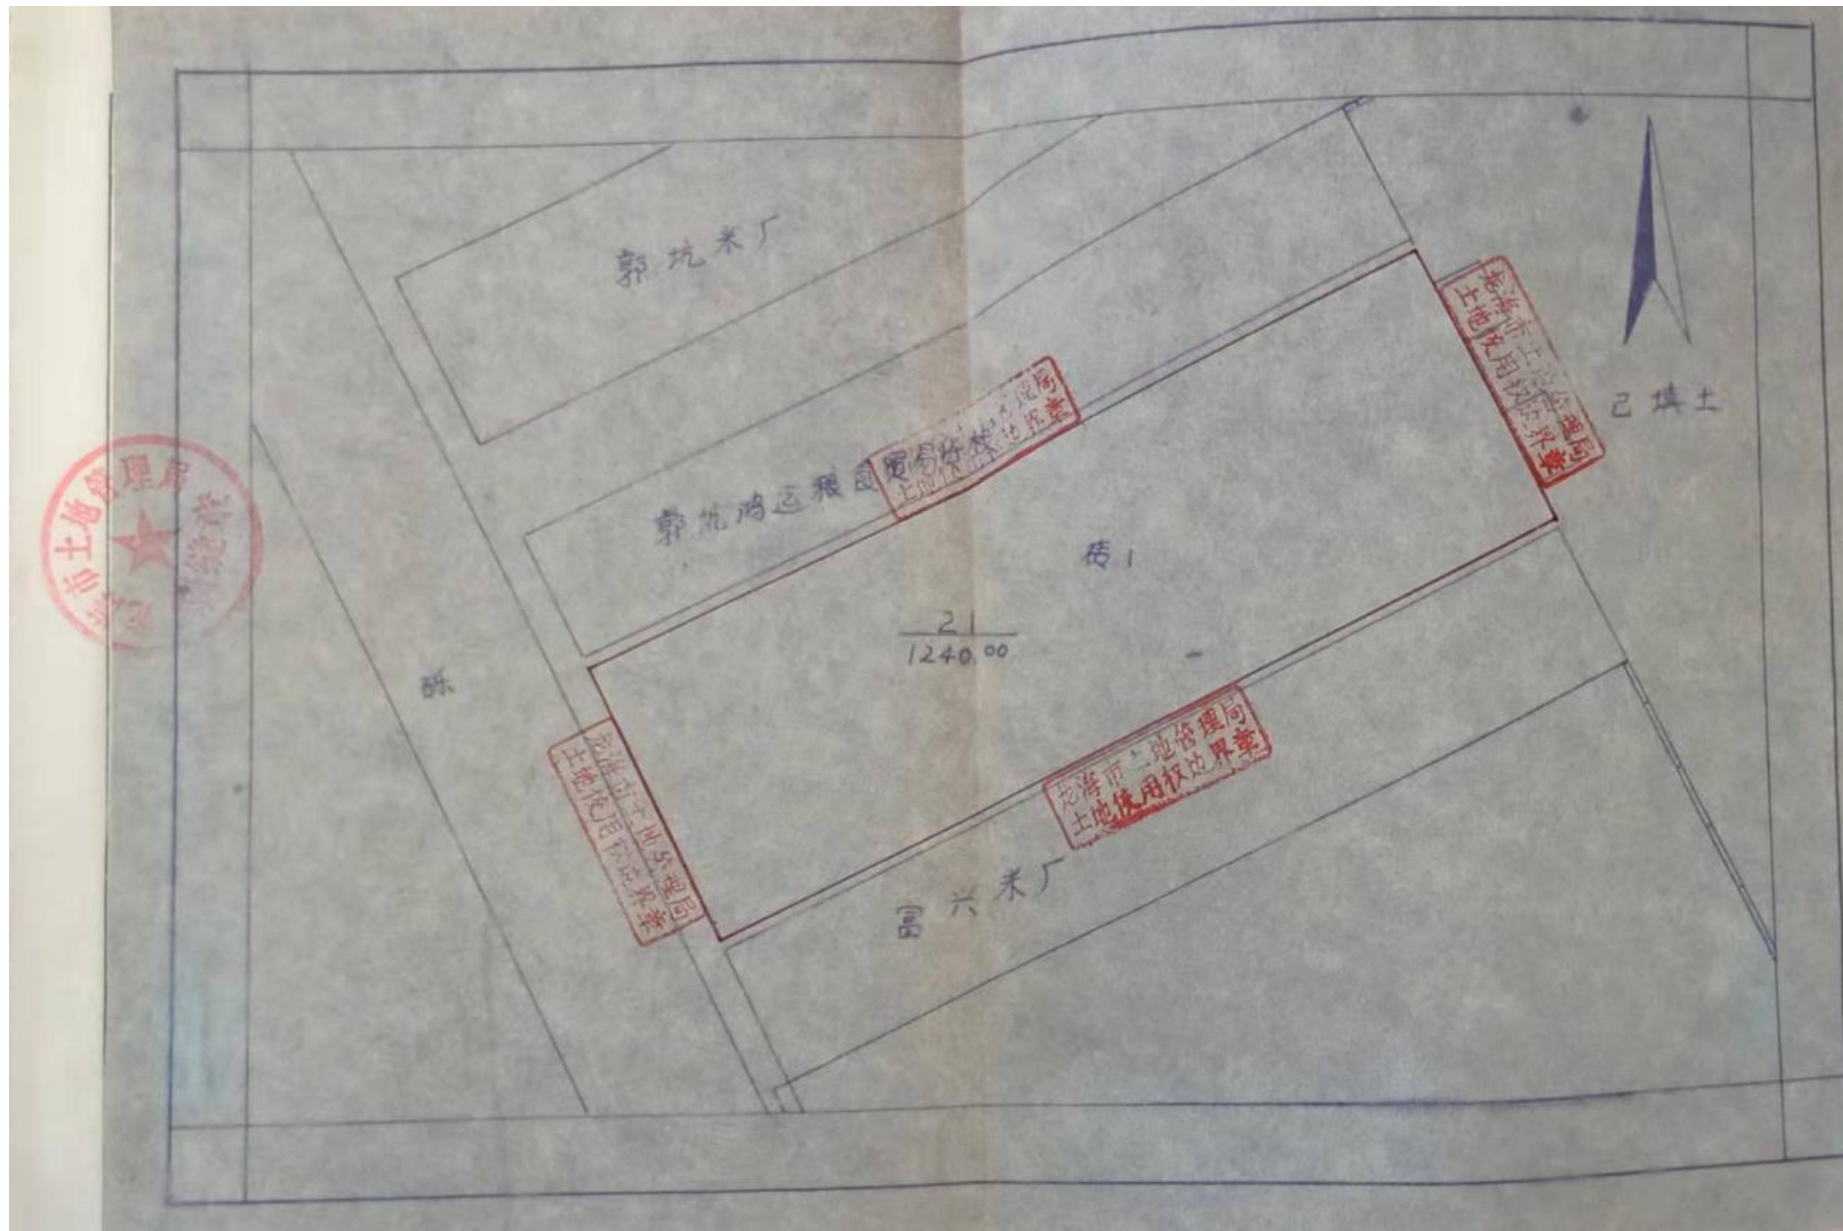 郭坑米厂
郭坑鸿运粮食贸易
龙海市土地管理局
土地使用权边界章
已填土
市土地管理局
砖1
21
1240.00
砾
龙海市土地管理局
土地使用权边界章
龙海市土地管理局
土地使用权边界章
富兴米厂